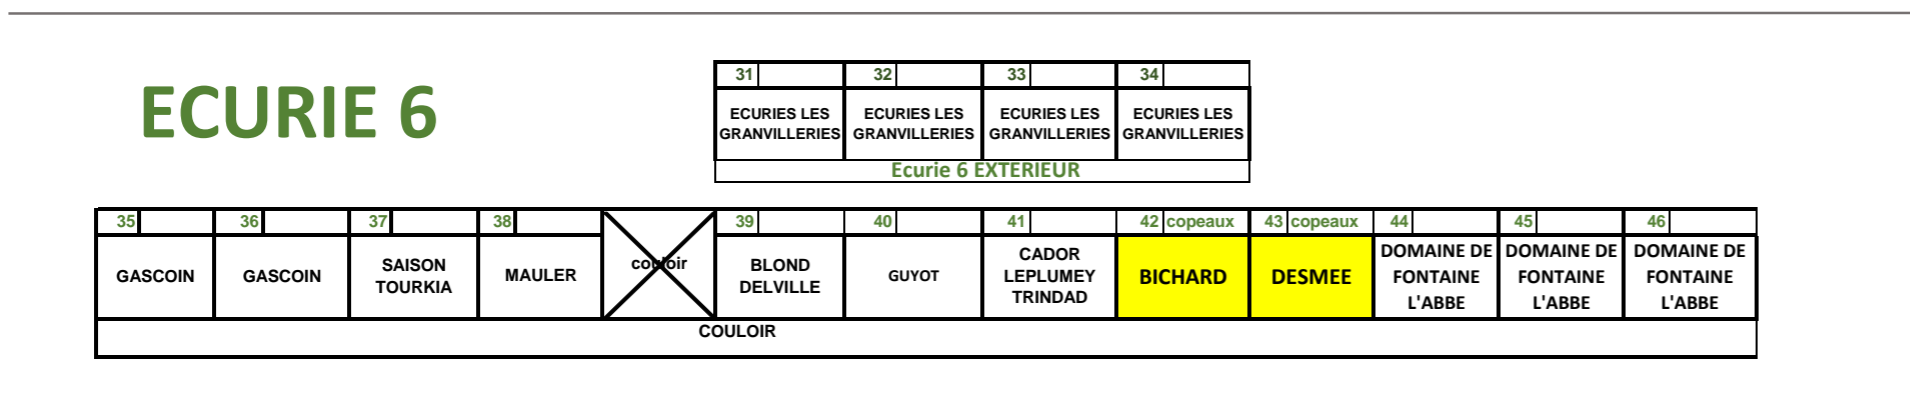 ECURIE 6
31 32 33 34
ECURIES LES GRANVILLERIES ECURIES LES GRANVILLERIES ECURIES LES GRANVILLERIES ECURIES LES GRANVILLERIES
Ecurie 6 EXTERIEUR
35 36 37 38 39 40 41 42 copeaux 43 copeaux 44 45 46
GASCOIN GASCOIN SAISON TOURKIA MAULER couloir BLOND DELVILLE GUYOT CADOR LEPLUMEY TRINDAD BICHARD DESMEE DOMAINE DE FONTAINE L'ABBE DOMAINE DE FONTAINE L'ABBE DOMAINE DE FONTAINE L'ABBE
COULOIR